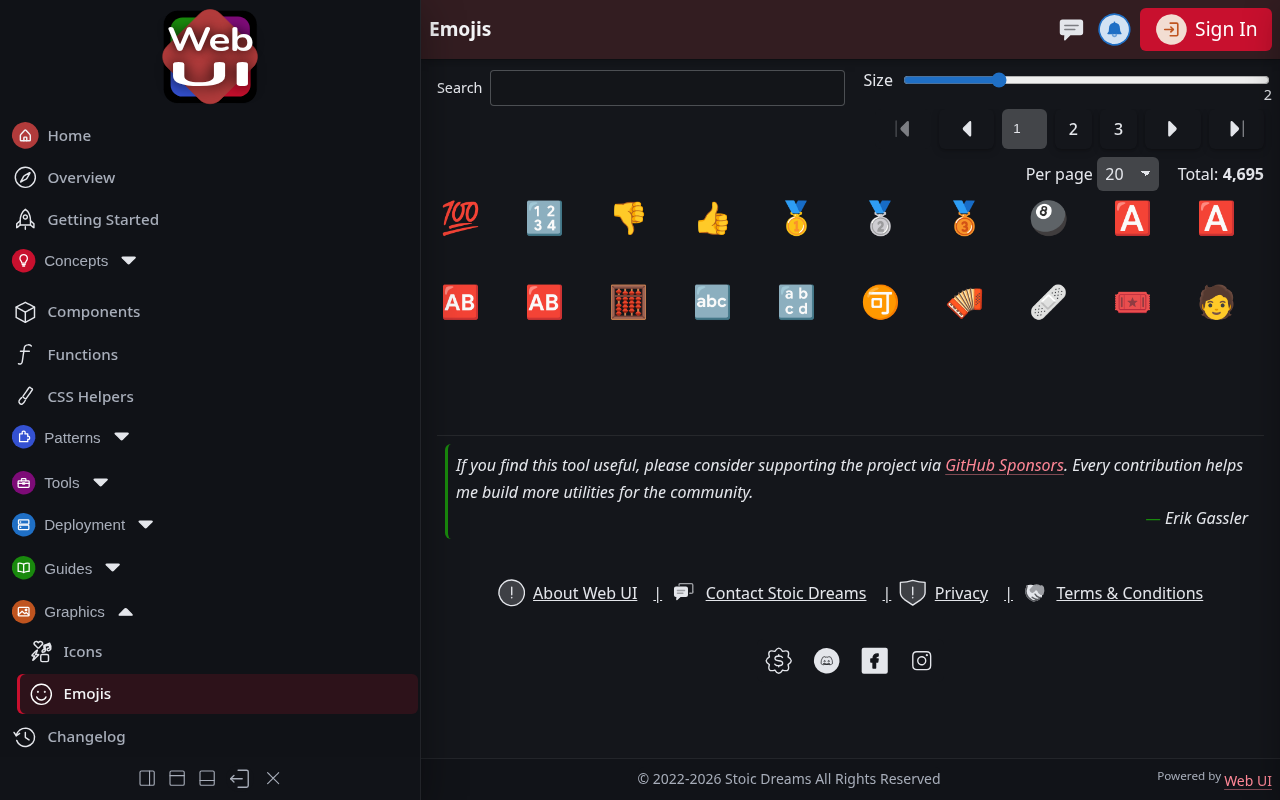 Web
UI
Home
Overview
Getting Started
Concepts
Components
Functions
CSS Helpers
Patterns
Tools
Deployment
Guides
Graphics
Icons
Emojis
Changelog
Emojis
Sign In
Search
Size
2
1 2 3
Per page 20 Total: 4,695
If you find this tool useful, please consider supporting the project via GitHub Sponsors. Every contribution helps
me build more utilities for the community.
— Erik Gassler
About Web UI | Contact Stoic Dreams | Privacy | Terms & Conditions
© 2022-2026 Stoic Dreams All Rights Reserved
Powered by Web UI